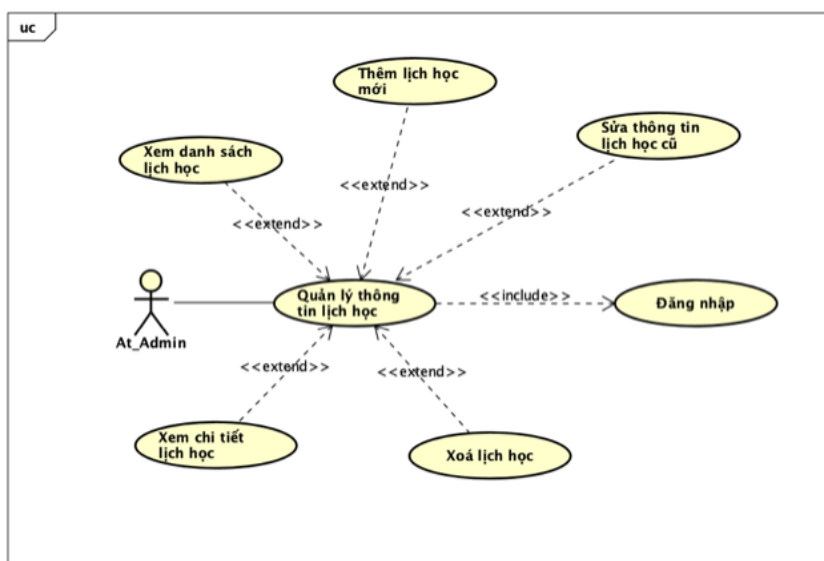 uc
Thêm lịch học
mới
Sửa thông tin
lịch học cũ
Xem danh sách
lịch học
<<extend>>
<<extend>>
<<extend>>
Quản lý thông
tin lịch học
<<include>>
Đăng nhập
At_Admin
<<extend>>
<<extend>>
Xem chi tiết
lịch học
Xoá lịch học